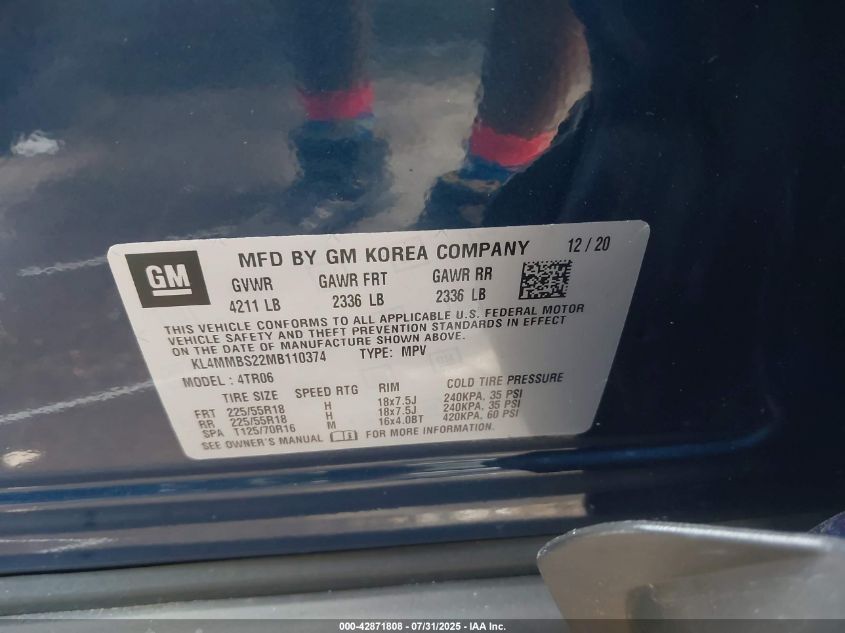 GM
MFD BY GM KOREA COMPANY 12 / 20
GVWR GAWR FRT GAWR RR
4211 LB 2336 LB 2336 LB
THIS VEHICLE CONFORMS TO ALL APPLICABLE U.S. FEDERAL MOTOR
VEHICLE SAFETY AND THEFT PREVENTION STANDARDS IN EFFECT
ON THE DATE OF MANUFACTURE SHOWN ABOVE.
KL4MMBS22MB110374 TYPE: MPV
MODEL : 4TR06
TIRE SIZE SPEED RTG RIM COLD TIRE PRESSURE
FRT 225/55R18 H 18x7.5J 240KPA, 35 PSI
RR 225/55R18 H 18x7.5J 240KPA, 35 PSI
SPA T125/70R16 M 16x4.0BT 420KPA, 60 PSI
SEE OWNER'S MANUAL FOR MORE INFORMATION.
000-42871808 - 07/31/2025 - IAA Inc.